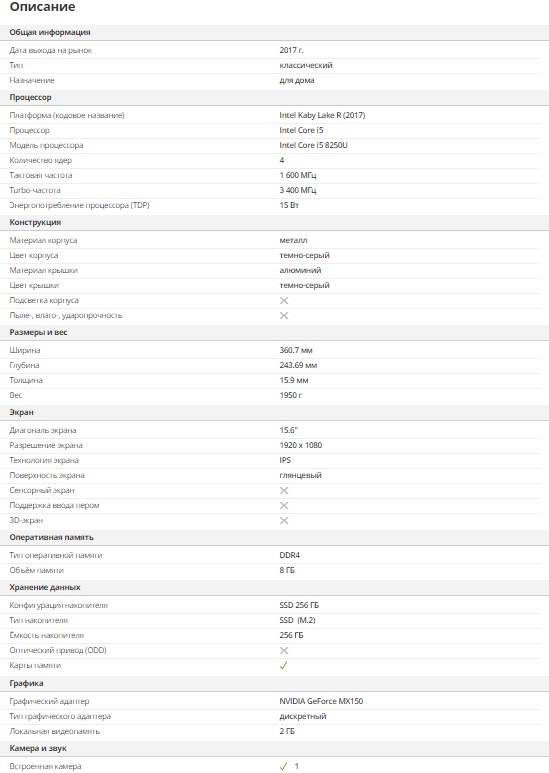 Описание
Общая информация
Дата выхода на рынок 2017 г.
Тип классический
Назначение для дома
Процессор
Платформа (кодовое название) Intel Kaby Lake R (2017)
Процессор Intel Core i5
Модель процессора Intel Core i5 8250U
Количество ядер 4
Тактовая частота 1 600 МГц
Turbo-частота 3 400 МГц
Энергопотребление процессора (TDP) 15 Вт
Конструкция
Материал корпуса металл
Цвет корпуса темно-серый
Материал крышки алюминий
Цвет крышки темно-серый
Подсветка корпуса
Пыле-, влаго-, ударопрочность
Размеры и вес
Ширина 360.7 мм
Глубина 243.69 мм
Толщина 15.9 мм
Вес 1950 г
Экран
Диагональ экрана 15.6"
Разрешение экрана 1920 x 1080
Технология экрана IPS
Поверхность экрана глянцевый
Сенсорный экран
Поддержка ввода пером
3D-экран
Оперативная память
Тип оперативной памяти DDR4
Объём памяти 8 ГБ
Хранение данных
Конфигурация накопителя SSD 256 ГБ
Тип накопителя SSD (M.2)
Ёмкость накопителя 256 ГБ
Оптический привод (ODD)
Карты памяти
Графика
Графический адаптер NVIDIA GeForce MX150
Тип графического адаптера дискретный
Локальная видеопамять 2 ГБ
Камера и звук
Встроенная камера 1